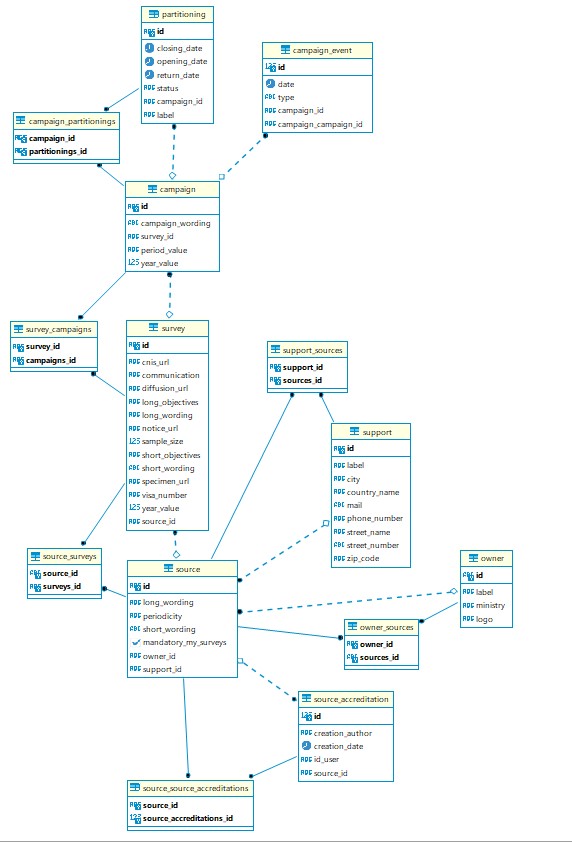 partitioning
id
closing_date
opening_date
return_date
status
campaign_id
label
campaign_event
id
date
type
campaign_id
campaign_campaign_id
campaign_partitionings
campaign_id
partitionings_id
campaign
id
campaign_wording
survey_id
period_value
year_value
survey_campaigns
survey_id
campaigns_id
survey
id
cnis_url
communication
diffusion_url
long_objectives
long_wording
notice_url
sample_size
short_objectives
short_wording
specimen_url
visa_number
year_value
source_id
support_sources
support_id
sources_id
support
id
label
city
country_name
mail
phone_number
street_name
street_number
zip_code
source_surveys
source_id
surveys_id
source
id
long_wording
periodicity
short_wording
mandatory_my_surveys
owner_id
support_id
owner
id
label
ministry
logo
owner_sources
owner_id
sources_id
source_accreditation
id
creation_author
creation_date
id_user
source_id
source_source_accreditations
source_id
source_accreditations_id